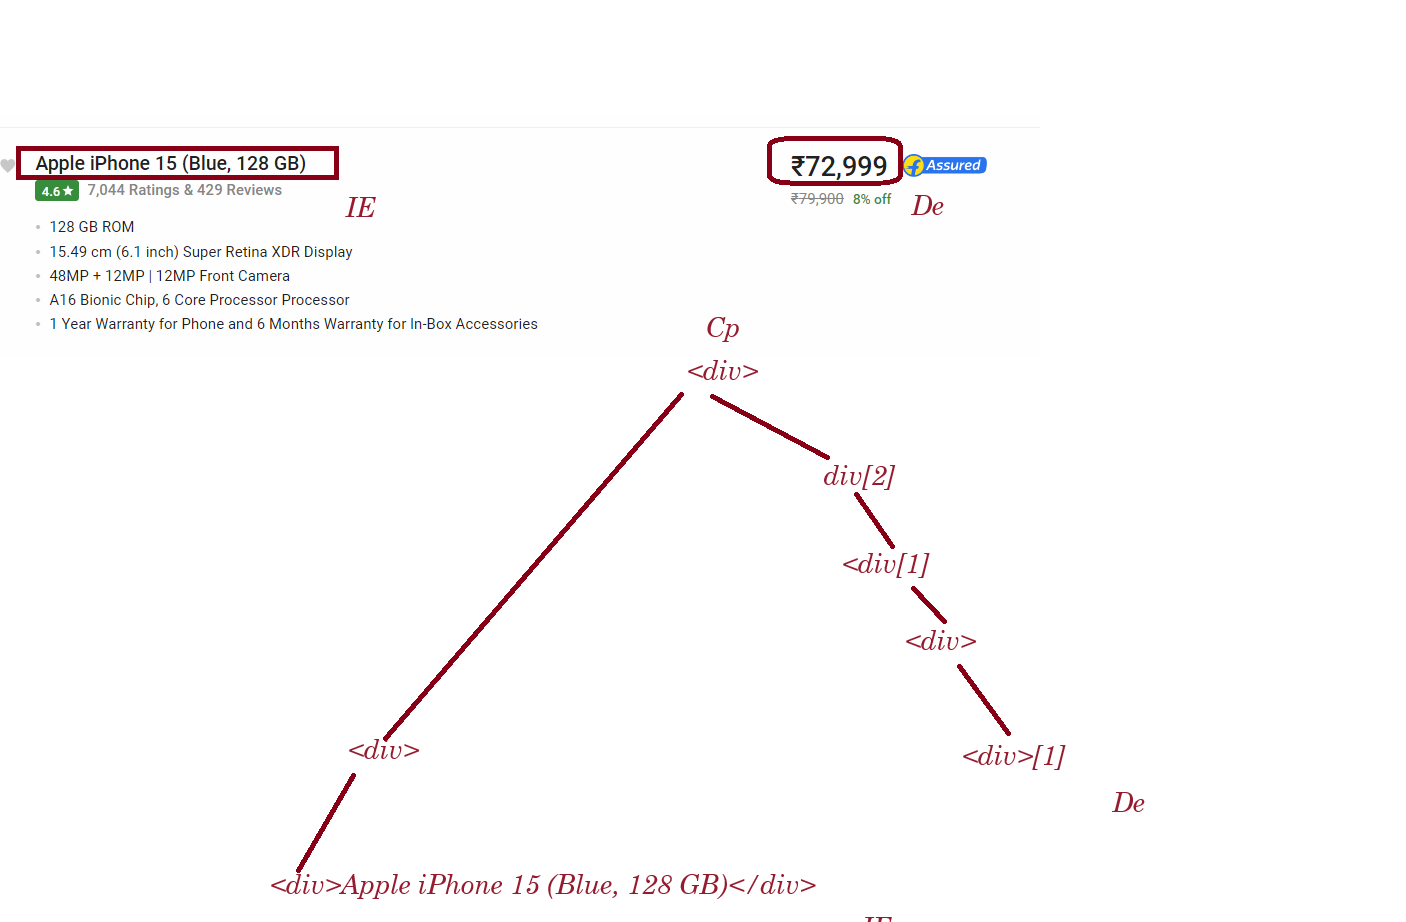 Apple iPhone 15 (Blue, 128 GB)
₹72,999
Assured
4.6★ 7,044 Ratings & 429 Reviews
₹79,900 8% off
IE
De
128 GB ROM
15.49 cm (6.1 inch) Super Retina XDR Display
48MP + 12MP | 12MP Front Camera
A16 Bionic Chip, 6 Core Processor Processor
1 Year Warranty for Phone and 6 Months Warranty for In-Box Accessories
Cp
<div>
div[2]
<div[1]
<div>
<div>
<div>[1]
De
<div>Apple iPhone 15 (Blue, 128 GB)</div>
IE